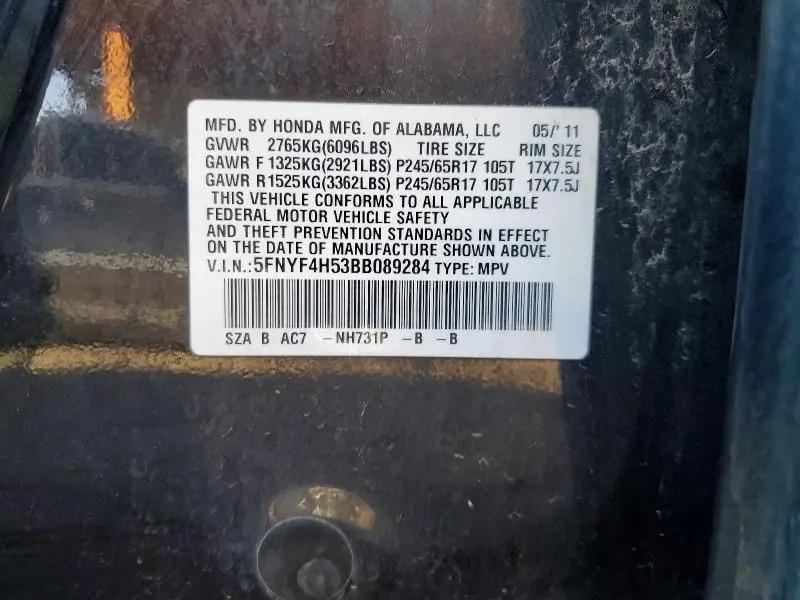 MFD. BY HONDA MFG. OF ALABAMA, LLC 05/'11
GVWR 2765KG(6096LBS) TIRE SIZE RIM SIZE
GAWR F 1325KG(2921LBS) P245/65R17 105T 17X7.5J
GAWR R1525KG(3362LBS) P245/65R17 105T 17X7.5J
THIS VEHICLE CONFORMS TO ALL APPLICABLE
FEDERAL MOTOR VEHICLE SAFETY
AND THEFT PREVENTION STANDARDS IN EFFECT
ON THE DATE OF MANUFACTURE SHOWN ABOVE.
V.I.N.:5FNYF4H53BB089284 TYPE: MPV
SZA B AC7 -NH731P -B -B